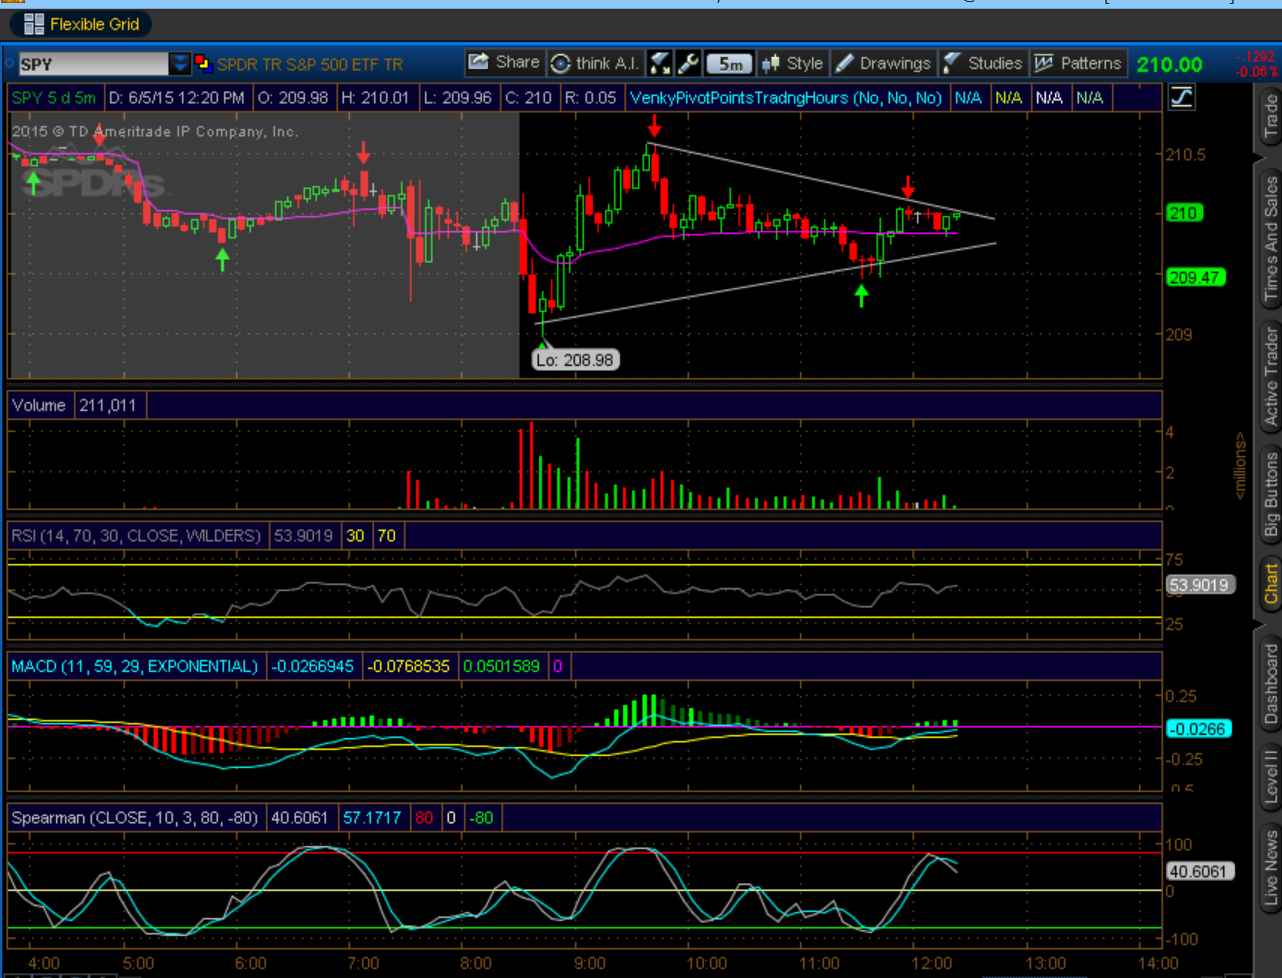 Flexible Grid
SPY SPDR TR S&P 500 ETF TR Share think A.I. 5m Style Drawings Studies Patterns 210.00 -.1292
-0.06%
SPY 5 d 5m D: 6/5/15 12:20 PM O: 209.98 H: 210.01 L: 209.96 C: 210 R: 0.05 VenkyPivotPointsTradngHours (No, No, No) N/A N/A N/A N/A
2015 © TD Ameritrade IP Company, Inc.
SPDRs
210.5
210
209.47
209
Lo: 208.98
Volume 211,011
4
2
0
<millions>
RSI (14, 70, 30, CLOSE, WILDERS) 53.9019 30 70
75
53.9019
25
MACD (11, 59, 29, EXPONENTIAL) -0.0266945 -0.0768535 0.0501589 0
0.25
-0.0266
-0.25
-0.5
Spearman (CLOSE, 10, 3, 80, -80) 40.6061 57.1717 80 0 -80
100
40.6061
0
-100
4:00 5:00 6:00 7:00 8:00 9:00 10:00 11:00 12:00 13:00 14:00
Trade
Times And Sales
Active Trader
Big Buttons
Chart
Dashboard
Level II
Live News